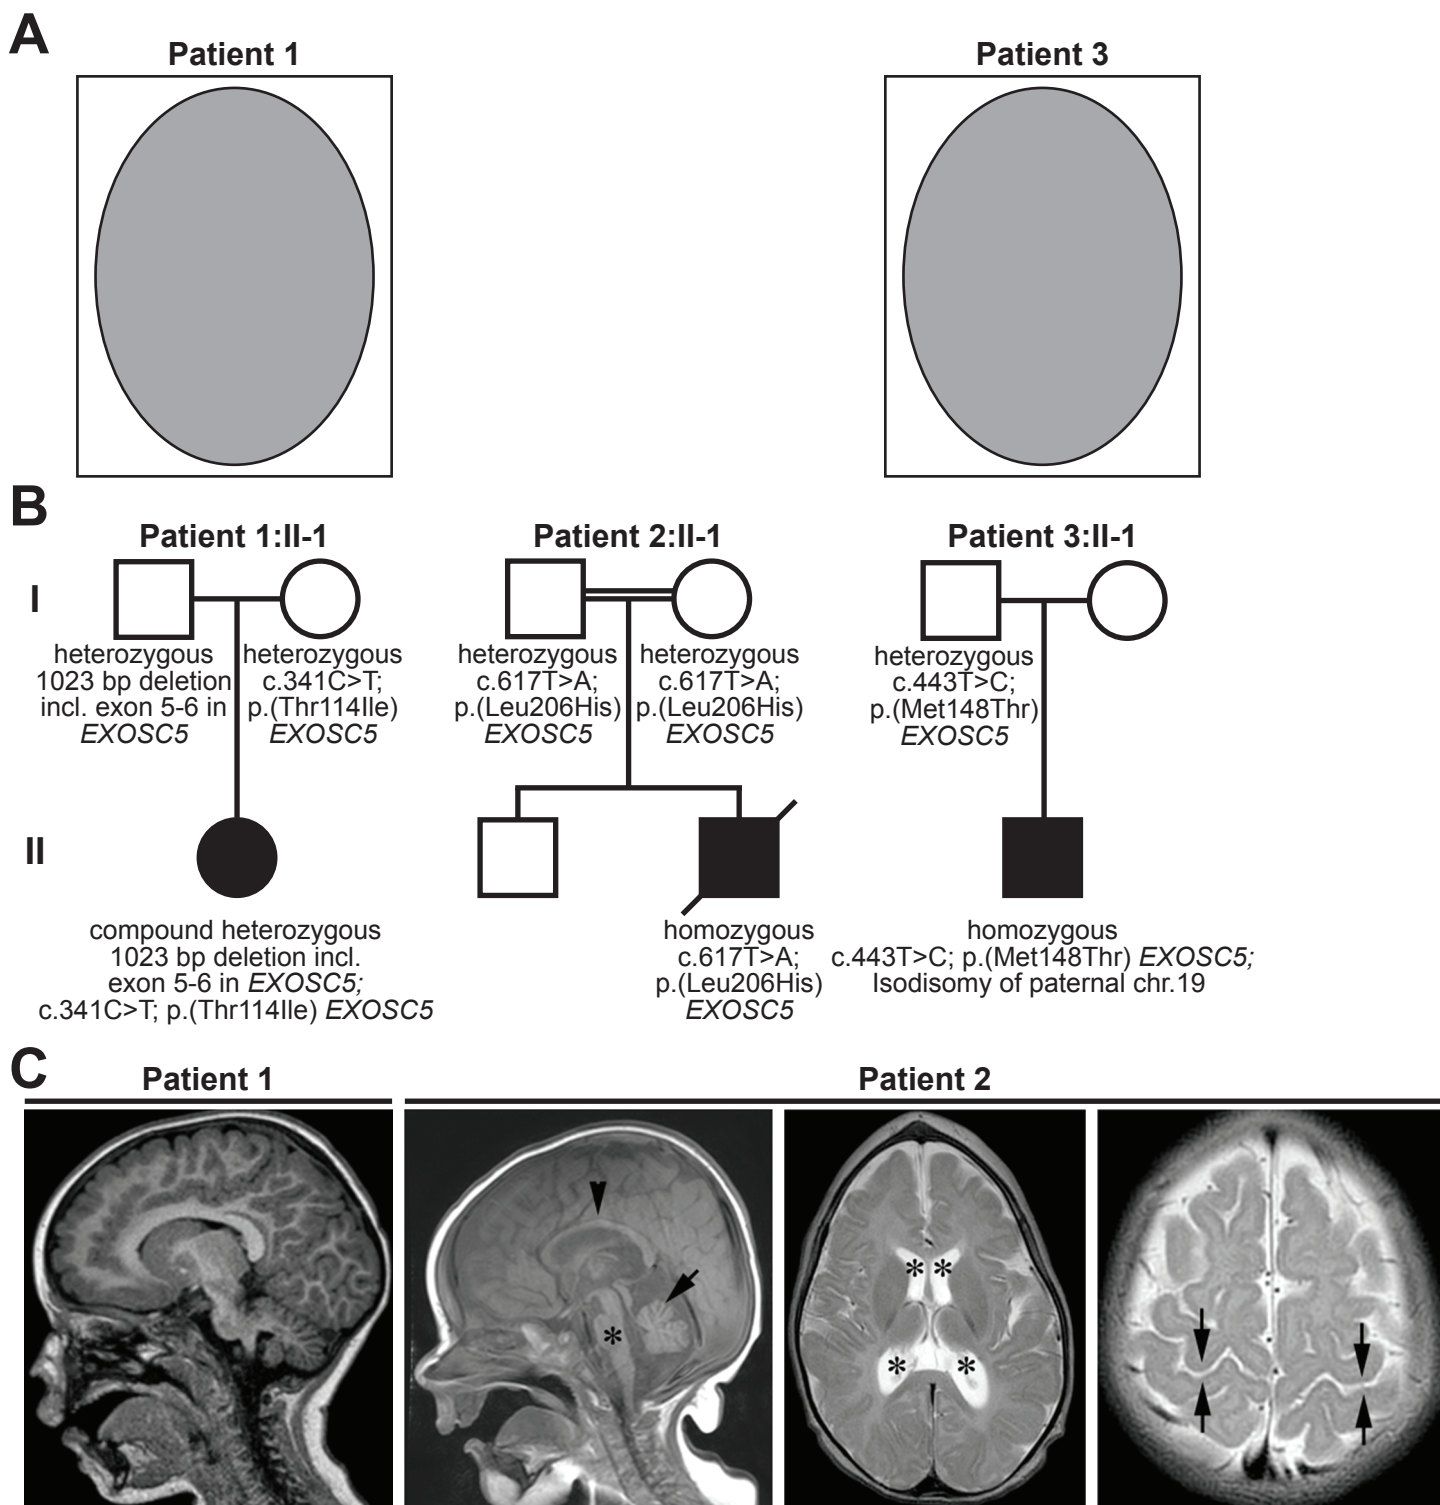 A
Patient 1
Patient 3
B
Patient 1:II-1
Patient 2:II-1
Patient 3:II-1
I
heterozygous
1023 bp deletion
incl. exon 5-6 in
EXOSC5
heterozygous
c.341C>T;
p.(Thr114Ile)
EXOSC5
heterozygous
c.617T>A;
p.(Leu206His)
EXOSC5
heterozygous
c.617T>A;
p.(Leu206His)
EXOSC5
heterozygous
c.443T>C;
p.(Met148Thr)
EXOSC5
II
compound heterozygous
1023 bp deletion incl.
exon 5-6 in EXOSC5;
c.341C>T; p.(Thr114Ile) EXOSC5
homozygous
c.617T>A;
p.(Leu206His)
EXOSC5
homozygous
c.443T>C; p.(Met148Thr) EXOSC5;
Isodisomy of paternal chr.19
C
Patient 1
Patient 2
*
* *
* *